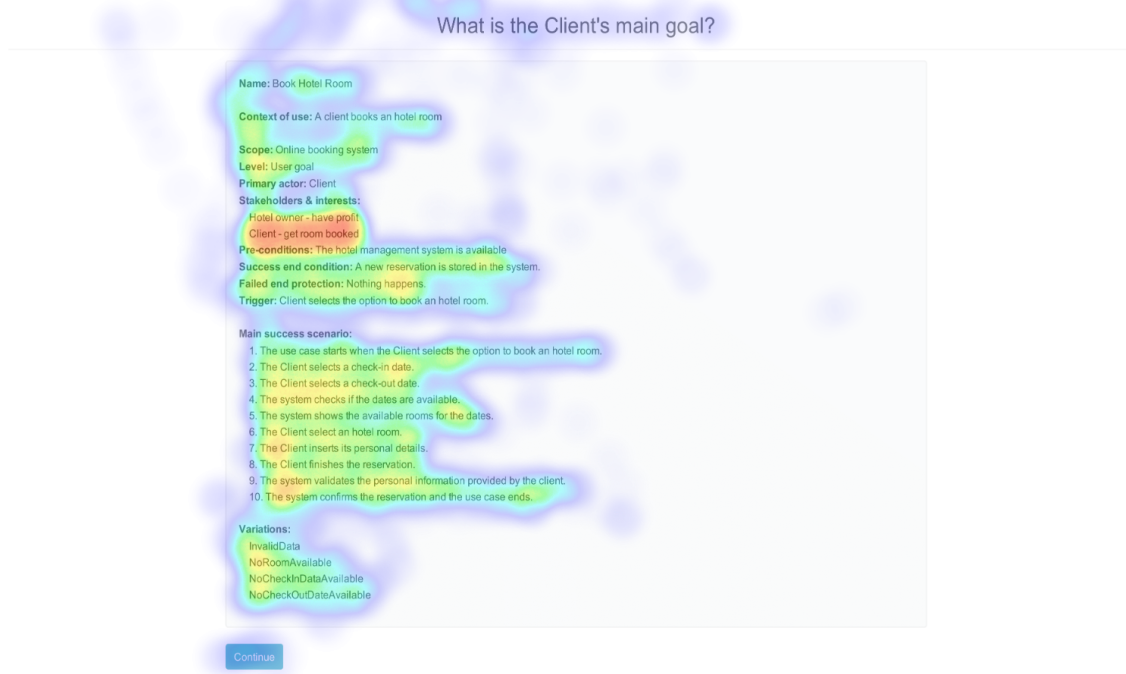 What is the Client's main goal?
Name: Book Hotel Room
Context of use: A client books an hotel room
Scope: Online booking system
Level: User goal
Primary actor: Client
Stakeholders & interests:
Hotel owner - have profit
Client - get room booked
Pre-conditions: The hotel management system is available
Success end condition: A new reservation is stored in the system.
Failed end protection: Nothing happens.
Trigger: Client selects the option to book an hotel room.
Main success scenario:
1. The use case starts when the Client selects the option to book an hotel room.
2. The Client selects a check-in date.
3. The Client selects a check-out date.
4. The system checks if the dates are available.
5. The system shows the available rooms for the dates.
6. The Client select an hotel room.
7. The Client inserts its personal details.
8. The Client finishes the reservation.
9. The system validates the personal information provided by the client.
10. The system confirms the reservation and the use case ends.
Variations:
InvalidData
NoRoomAvailable
NoCheckInDataAvailable
NoCheckOutDateAvailable
Continue